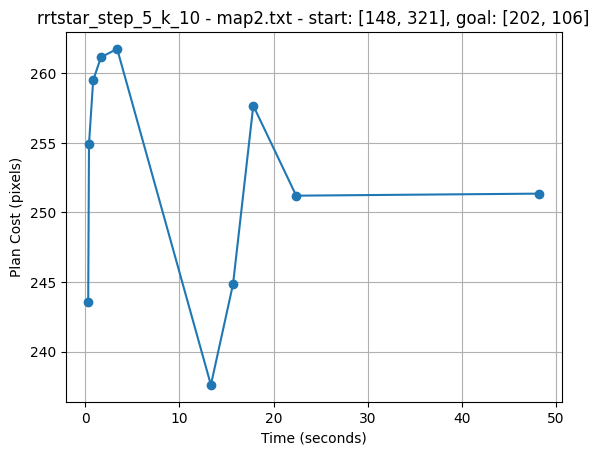 rrtstar_step_5_k_10 - map2.txt - start: [148, 321], goal: [202, 106]
260
255
250
245
240
Plan Cost (pixels)
0 10 20 30 40 50
Time (seconds)